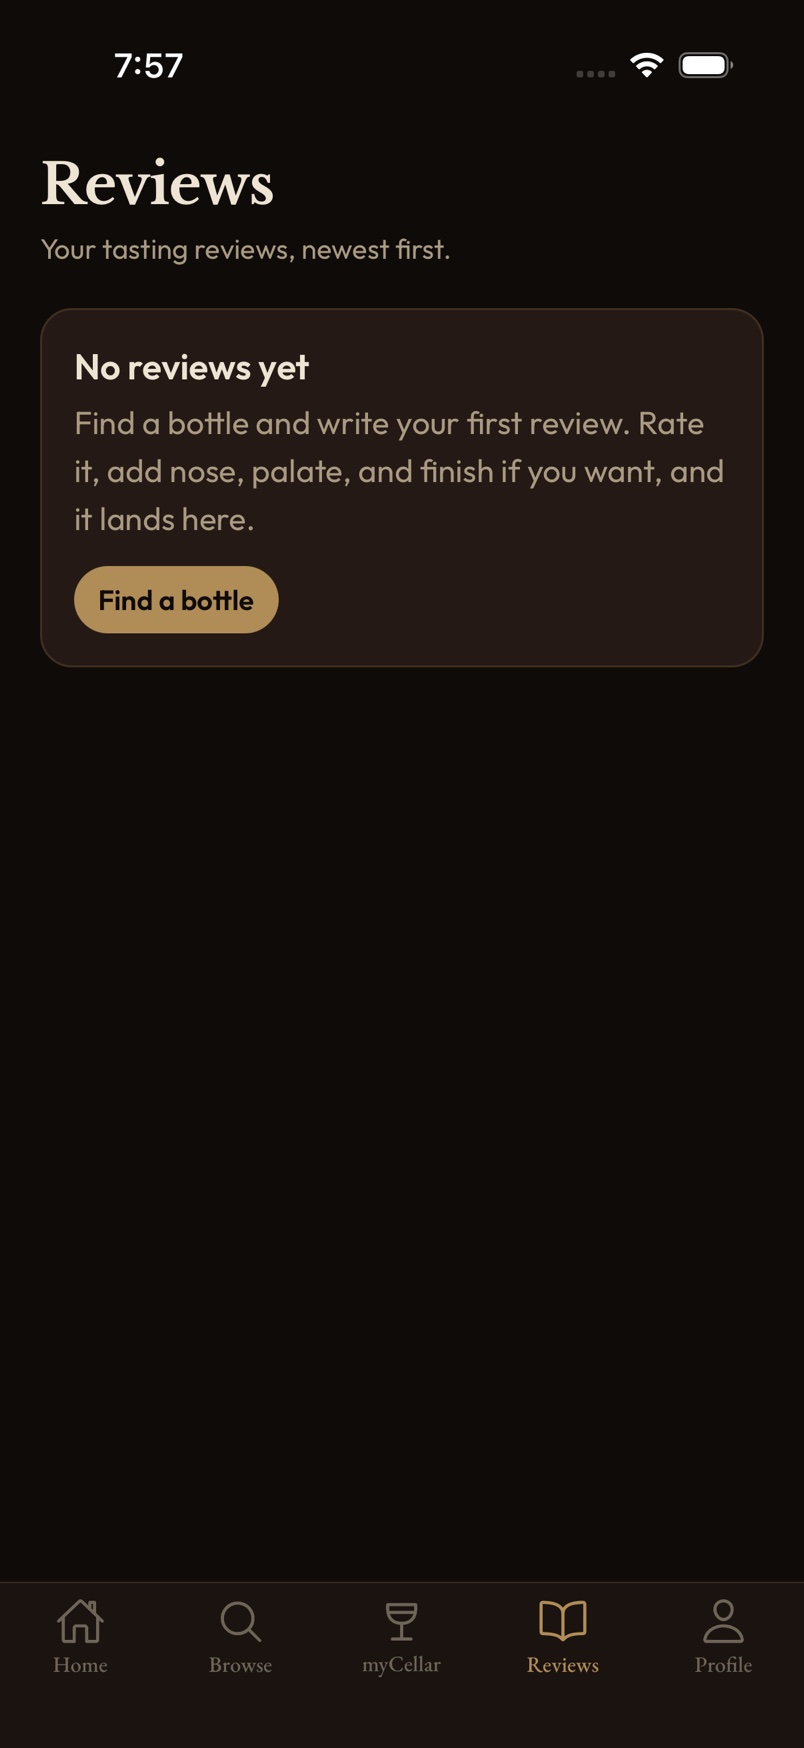 7:57
Reviews
Your tasting reviews, newest first.
No reviews yet
Find a bottle and write your first review. Rate
it, add nose, palate, and finish if you want, and
it lands here.
Find a bottle
Home
Browse
myCellar
Reviews
Profile